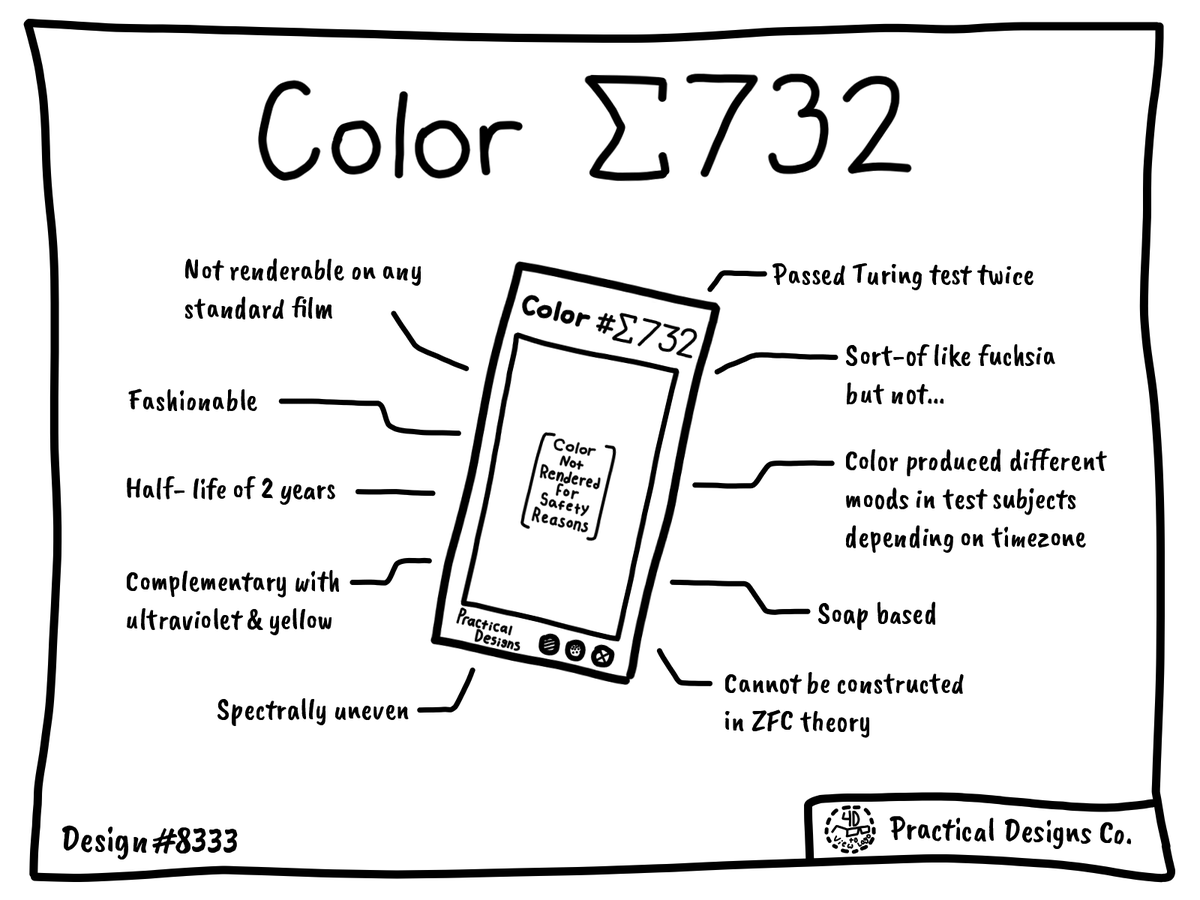 Color Σ732
Not renderable on any
standard film
Fashionable
Half- life of 2 years
Complementary with
ultraviolet & yellow
Spectrally uneven
Color #Σ732
Color
Not
Rendered
For
Safety
Reasons
Practical
Designs
Passed Turing test twice
Sort-of like fuchsia
but not...
Color produced different
moods in test subjects
depending on timezone
Soap based
Cannot be constructed
in ZFC theory
Design #8333
4D
view to
Practical Designs Co.